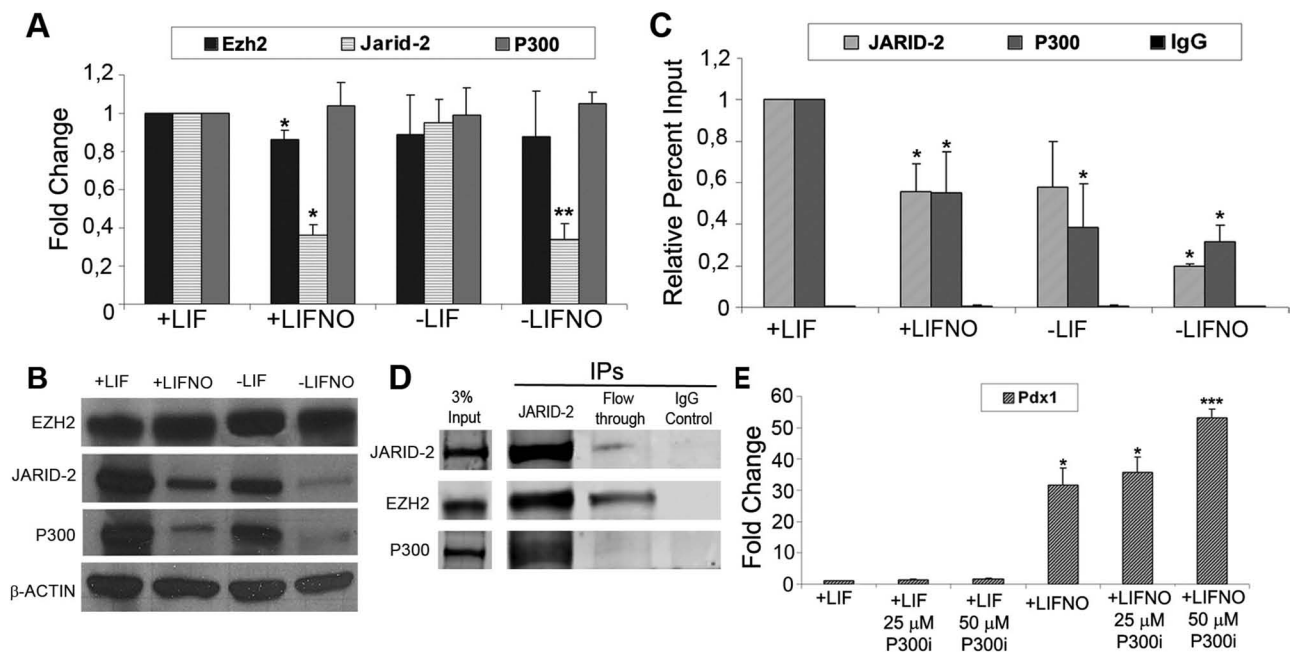 A
Ezh2 Jarid-2 P300
Fold Change
1,2
1
0,8
0,6
0,4
0,2
0
*
*
**
+LIF +LIFNO -LIF -LIFNO
C
JARID-2 P300 IgG
Relative Percent Input
1,2
1
0,8
0,6
0,4
0,2
0
* *
*
* *
+LIF +LIFNO -LIF -LIFNO
B
+LIF +LIFNO -LIF -LIFNO
EZH2
JARID-2
P300
β-ACTIN
D
IPs
3% Input
JARID-2
Flow through
IgG Control
JARID-2
EZH2
P300
E
Pdx1
Fold Change
60
50
40
30
20
10
0
*
*
***
+LIF
+LIF 25 µM P300i
+LIF 50 µM P300i
+LIFNO
+LIFNO 25 µM P300i
+LIFNO 50 µM P300i